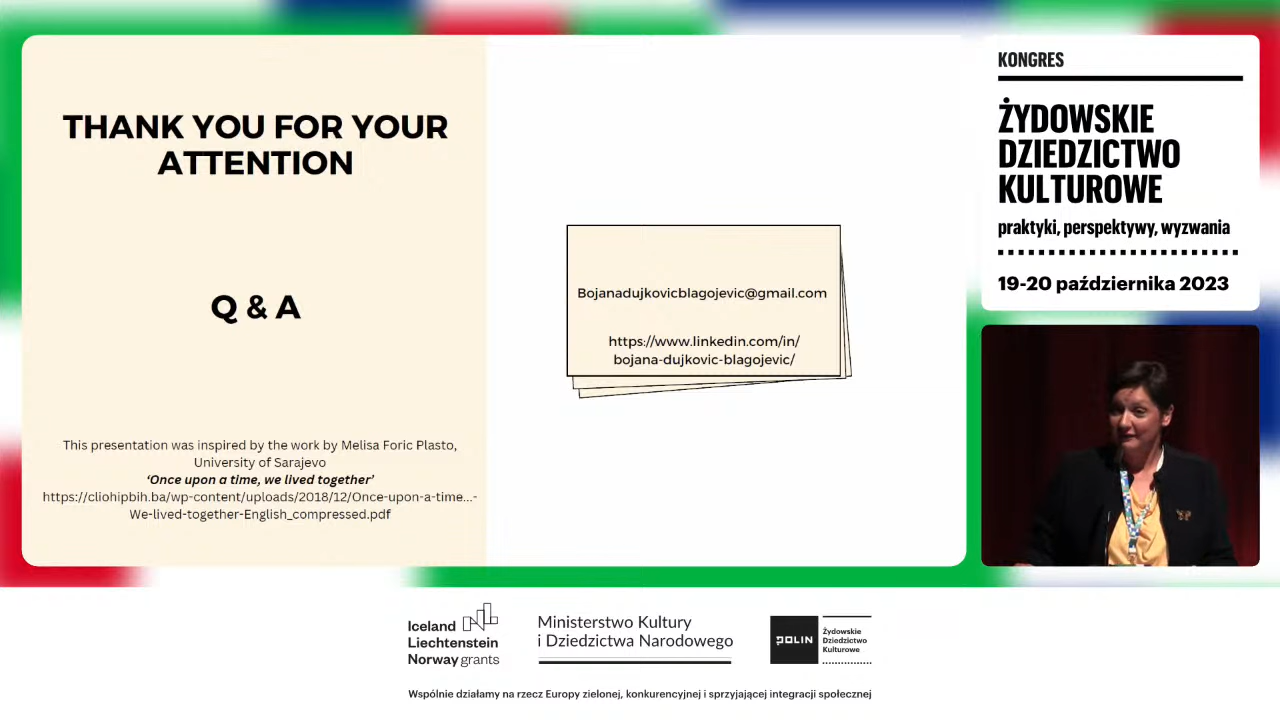 THANK YOU FOR YOUR
ATTENTION
Q & A
This presentation was inspired by the work by Melisa Foric Plasto,
University of Sarajevo
‘Once upon a time, we lived together’
https://cliohipbih.ba/wp-content/uploads/2018/12/Once-upon-a-time…-
We-lived-together-English_compressed.pdf
Bojanadujkovicblagojevic@gmail.com
https://www.linkedin.com/in/
bojana-dujkovic-blagojevic/
KONGRES
ŻYDOWSKIE
DZIEDZICTWO
KULTUROWE
praktyki, perspektywy, wyzwania
19-20 października 2023
Iceland
Liechtenstein
Norway grants
Ministerstwo Kultury
i Dziedzictwa Narodowego
POLIN
Żydowskie
Dziedzictwo
Kulturowe
Wspólnie działamy na rzecz Europy zielonej, konkurencyjnej i sprzyjającej integracji społecznej